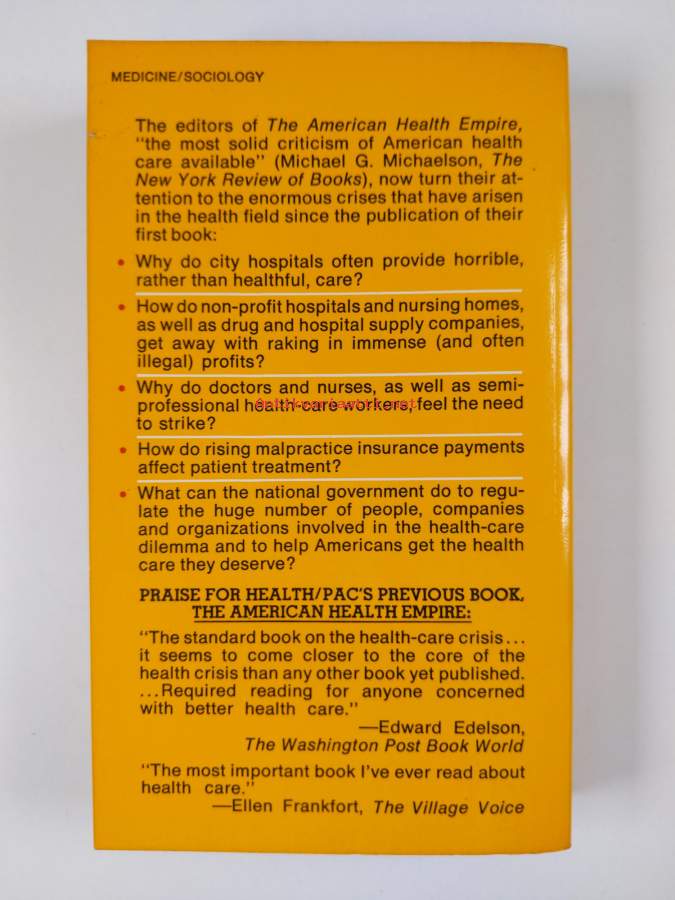 MEDICINE/SOCIOLOGY
The editors of The American Health Empire,
"the most solid criticism of American health
care available" (Michael G. Michaelson, The
New York Review of Books), now turn their at-
tention to the enormous crises that have arisen
in the health field since the publication of their
first book:
• Why do city hospitals often provide horrible,
rather than healthful, care?
• How do non-profit hospitals and nursing homes,
as well as drug and hospital supply companies,
get away with raking in immense (and often
illegal) profits?
• Why do doctors and nurses, as well as semi-
professional health-care workers, feel the need
Antikvariaatti.net
to strike?
• How do rising malpractice insurance payments
affect patient treatment?
• What can the national government do to regu-
late the huge number of people, companies
and organizations involved in the health-care
dilemma and to help Americans get the health
care they deserve?
PRAISE FOR HEALTH/PAC'S PREVIOUS BOOK,
THE AMERICAN HEALTH EMPIRE:
"The standard book on the health-care crisis...
it seems to come closer to the core of the
health crisis than any other book yet published.
...Required reading for anyone concerned
with better health care."
—Edward Edelson,
The Washington Post Book World
"The most important book I've ever read about
health care."
—Ellen Frankfort, The Village Voice